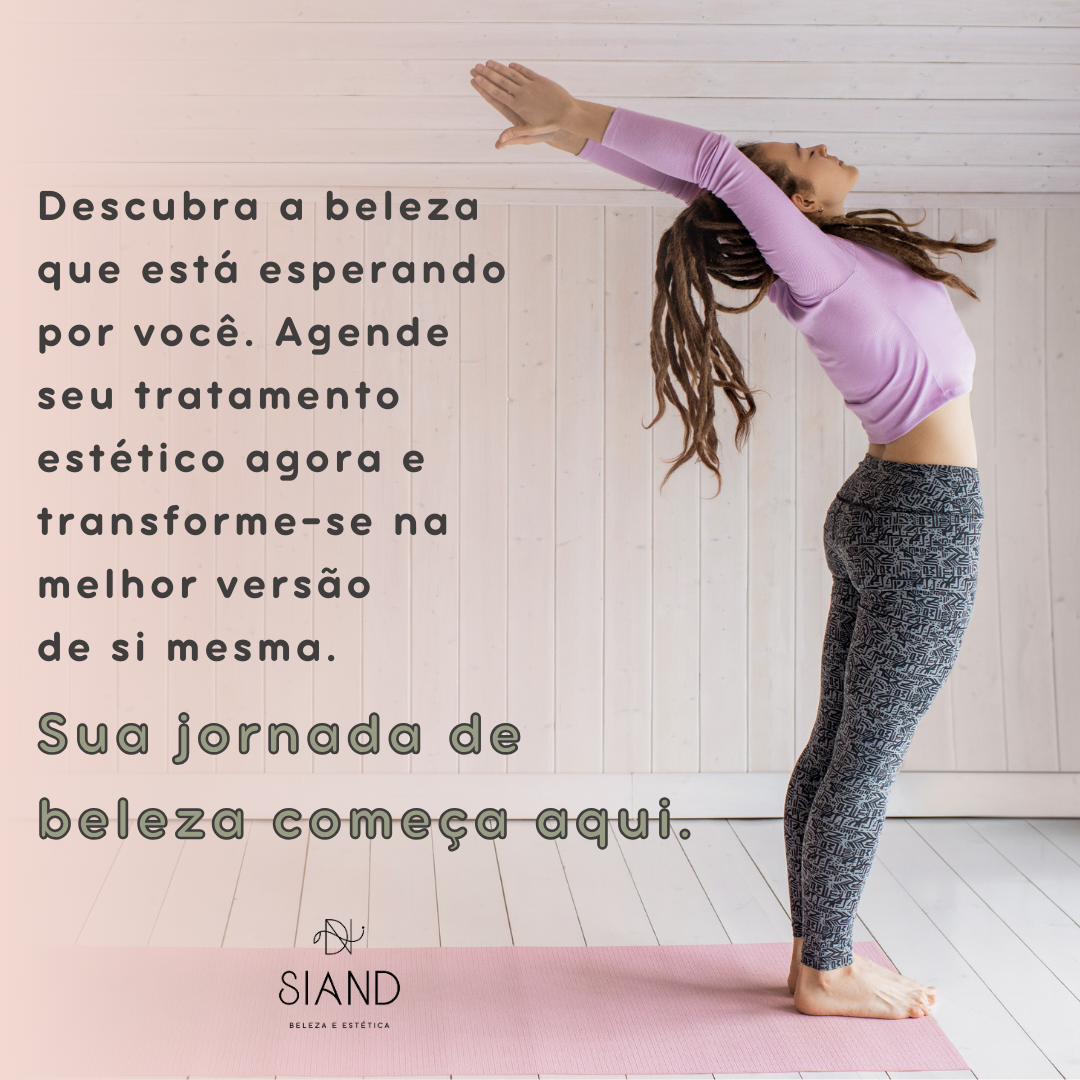 Descubra a beleza
que está esperando
por você. Agende
seu tratamento
estético agora e
transforme-se na
melhor versão
de si mesma.
Sua jornada de
beleza começa aqui.
SIAND
BELEZA E ESTÉTICA